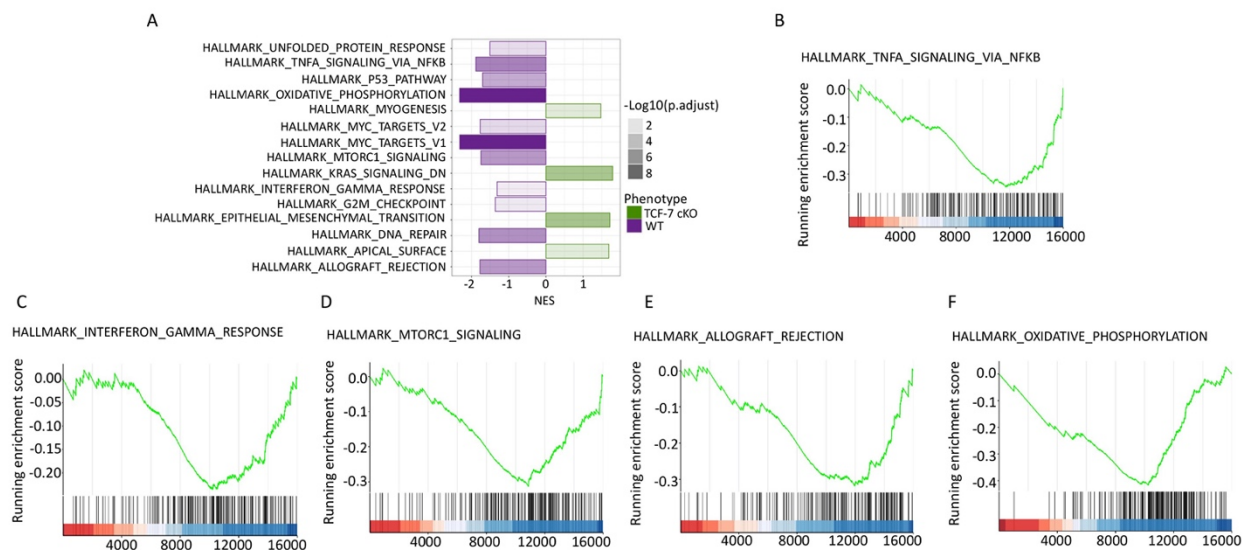 A
HALLMARK_UNFOLDED_PROTEIN_RESPONSE
HALLMARK_TNFA_SIGNALING_VIA_NFKB
HALLMARK_P53_PATHWAY
HALLMARK_OXIDATIVE_PHOSPHORYLATION
HALLMARK_MYOGENESIS
HALLMARK_MYC_TARGETS_V2
HALLMARK_MYC_TARGETS_V1
HALLMARK_MTORC1_SIGNALING
HALLMARK_KRAS_SIGNALING_DN
HALLMARK_INTERFERON_GAMMA_RESPONSE
HALLMARK_G2M_CHECKPOINT
HALLMARK_EPITHELIAL_MESENCHYMAL_TRANSITION
HALLMARK_DNA_REPAIR
HALLMARK_APICAL_SURFACE
HALLMARK_ALLOGRAFT_REJECTION
-2 -1 0 1
NES
-Log10(p.adjust)
2
4
6
8
Phenotype
TCF-7 cKO
WT
B
HALLMARK_TNFA_SIGNALING_VIA_NFKB
Running enrichment score
0.0
-0.1
-0.2
-0.3
4000 8000 12000 16000
C
HALLMARK_INTERFERON_GAMMA_RESPONSE
Running enrichment score
0.00
-0.05
-0.10
-0.15
-0.20
4000 8000 12000 16000
D
HALLMARK_MTORC1_SIGNALING
Running enrichment score
0.0
-0.1
-0.2
-0.3
4000 8000 12000 16000
E
HALLMARK_ALLOGRAFT_REJECTION
Running enrichment score
0.0
-0.1
-0.2
-0.3
4000 8000 12000 16000
F
HALLMARK_OXIDATIVE_PHOSPHORYLATION
Running enrichment score
0.0
-0.1
-0.2
-0.3
-0.4
4000 8000 12000 16000